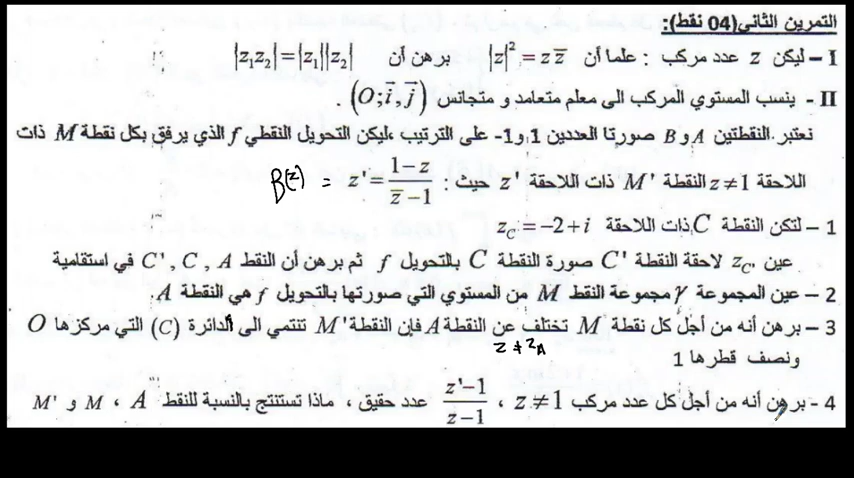 التمرين الثاني(04 نقط):
I – ليكن z عدد مركب : علما أن |z|² = z z̅ برهن أن |z₁z₂|=|z₁||z₂|
II - ينسب المستوي المركب الى معلم متعامد و متجانس (O;i⃗,j⃗) .
نعتبر النقطتين A و B صورتا العددين 1 و1- على الترتيب ،ليكن التحويل النقطي f الذي يرفق بكل نقطة M ذات
اللاحقة z≠1 النقطة M' ذات اللاحقة z' حيث : z' = (1-z)/(z̅-1) = f(z)
1 – لتكن النقطة C ذات اللاحقة z_C = -2+i
عين z_C' لاحقة النقطة C' صورة النقطة C بالتحويل f ثم برهن أن النقط A , C , C' في استقامية
2 – عين المجموعة γ مجموعة النقط M من المستوي التي صورتها بالتحويل f هي النقطة A.
3 – برهن أنه من أجل كل نقطة M تختلف عن النقطة A فإن النقطة M' تنتمي الى الدائرة (C) التي مركزها O
z ≠ z_A
ونصف قطرها 1
4 - برهن أنه من أجل كل عدد مركب z ≠ 1 ، (z'-1)/(z-1) عدد حقيق ، ماذا تستنتج بالنسبة للنقط A ، M و M'